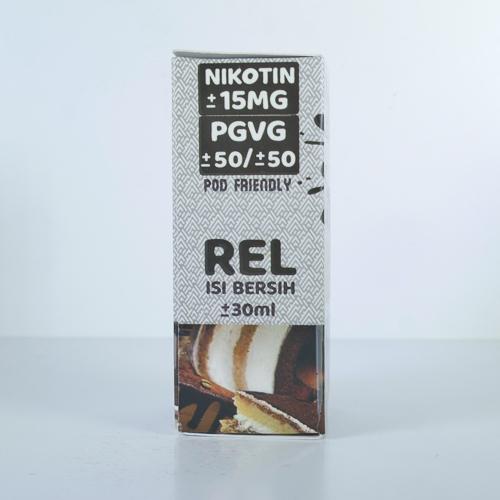 NIKOTIN
±15MG
PGVG
±50/±50
POD FRIENDLY
REL
ISI BERSIH
±30ml